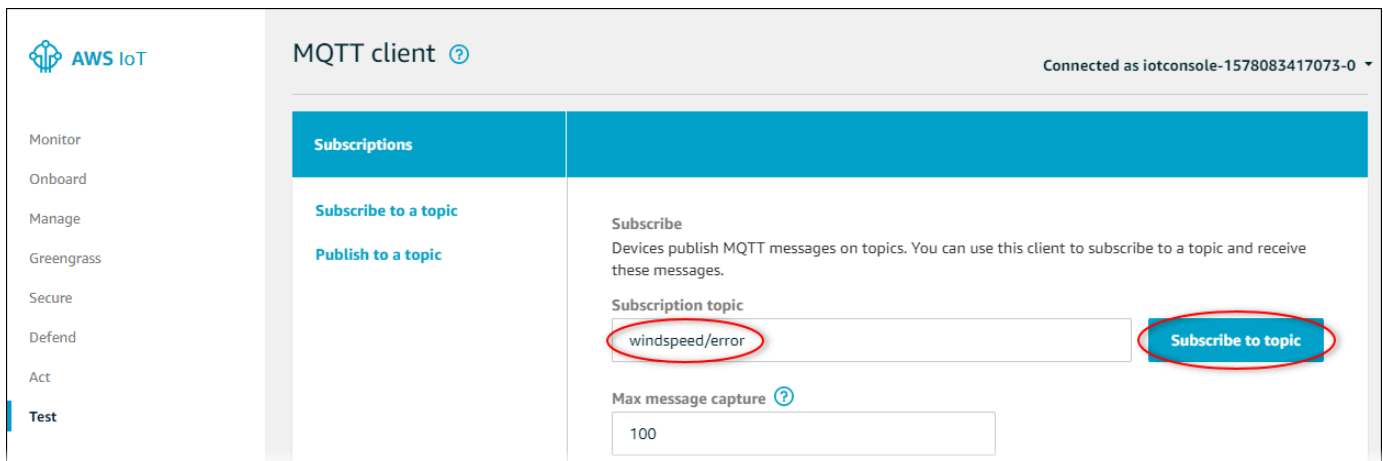 AWS IoT
Monitor
Onboard
Manage
Greengrass
Secure
Defend
Act
Test
MQTT client ?
Connected as iotconsole-1578083417073-0
Subscriptions
Subscribe to a topic
Publish to a topic
Subscribe
Devices publish MQTT messages on topics. You can use this client to subscribe to a topic and receive
these messages.
Subscription topic
windspeed/error
Subscribe to topic
Max message capture ?
100